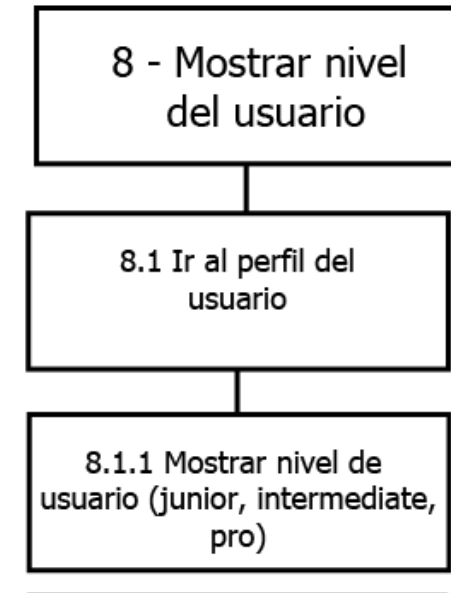 8 - Mostrar nivel
del usuario
8.1 Ir al perfil del
usuario
8.1.1 Mostrar nivel de
usuario (junior, intermediate,
pro)